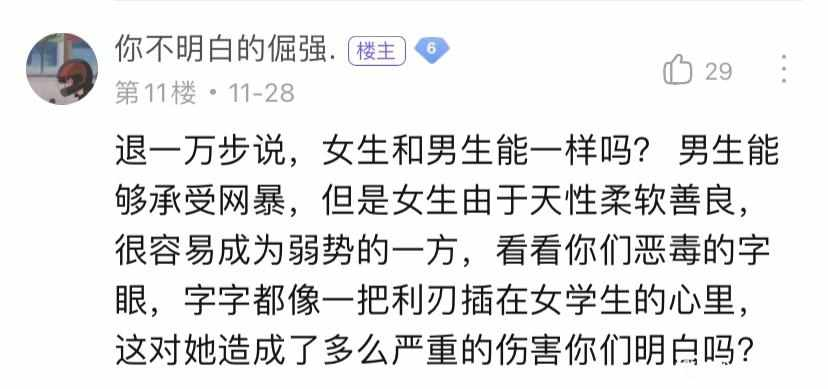 你不明白的倔强. 楼主 6
第11楼 • 11-28
29
退一万步说，女生和男生能一样吗？ 男生能
够承受网暴，但是女生由于天性柔软善良，
很容易成为弱势的一方，看看你们恶毒的字
眼，字字都像一把利刃插在女学生的心里，
这对她造成了多么严重的伤害你们明白吗？